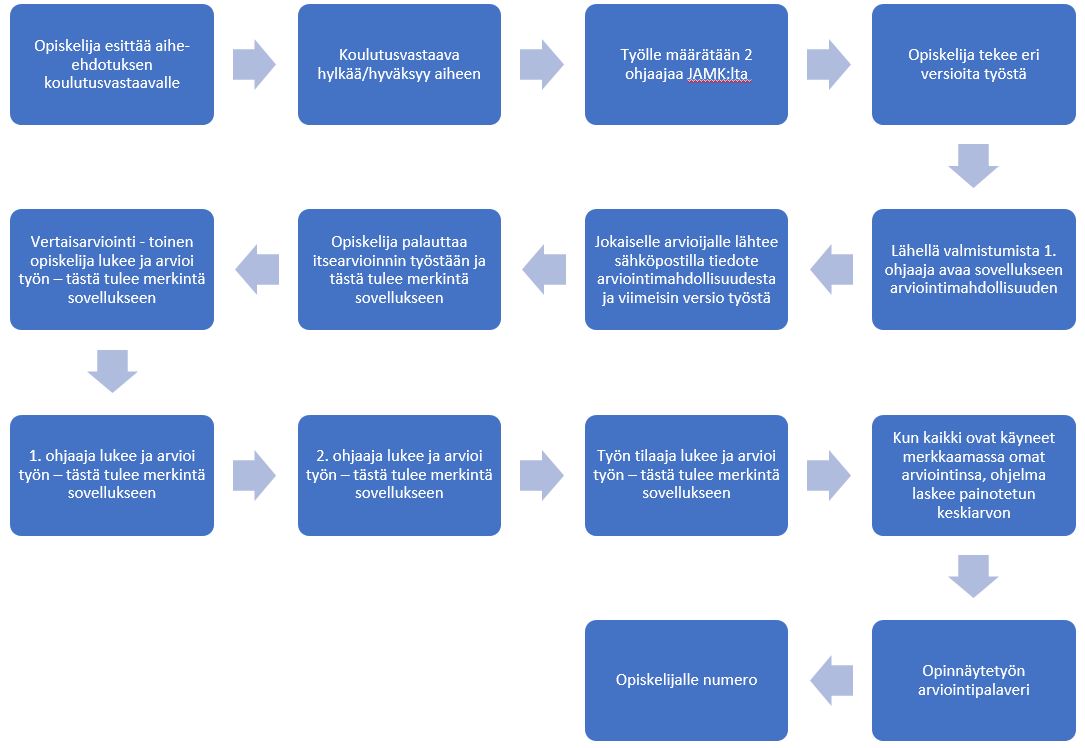 Opiskelija esittää aihe-
ehdotuksen
koulutusvastaavalle
Koulutusvastaava
hylkää/hyväksyy aiheen
Työlle määrätään 2
ohjaajaa JAMK:lta
Opiskelija tekee eri
versioita työstä
Lähellä valmistumista 1.
ohjaaja avaa sovellukseen
arviointimahdollisuuden
Jokaiselle arvioijalle lähtee
sähköpostilla tiedote
arviointimahdollisuudesta
ja viimeisin versio työstä
Opiskelija palauttaa
itsearvioinnin työstään ja
tästä tulee merkintä
sovellukseen
Vertaisarviointi - toinen
opiskelija lukee ja arvioi
työn – tästä tulee merkintä
sovellukseen
1. ohjaaja lukee ja arvioi
työn – tästä tulee merkintä
sovellukseen
2. ohjaaja lukee ja arvioi
työn – tästä tulee merkintä
sovellukseen
Työn tilaaja lukee ja arvioi
työn – tästä tulee merkintä
sovellukseen
Kun kaikki ovat käyneet
merkkaamassa omat
arviointinsa, ohjelma
laskee painotetun
keskiarvon
Opinnäytetyön
arviointipalaveri
Opiskelijalle numero